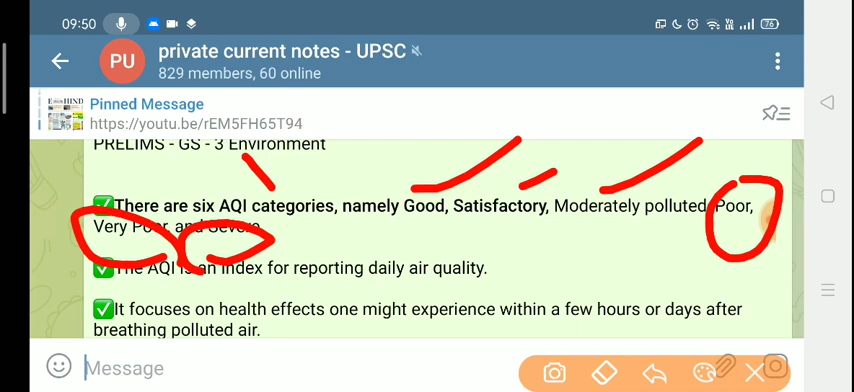 09:50
76
PU
private current notes - UPSC
829 members, 60 online
Pinned Message
https://youtu.be/rEM5FH65T94
PRELIMS - GS - 3 Environment
✅There are six AQI categories, namely Good, Satisfactory, Moderately polluted, Poor,
Very Poor, and Severe.
✅The AQI is an index for reporting daily air quality.
✅It focuses on health effects one might experience within a few hours or days after
breathing polluted air.
Message